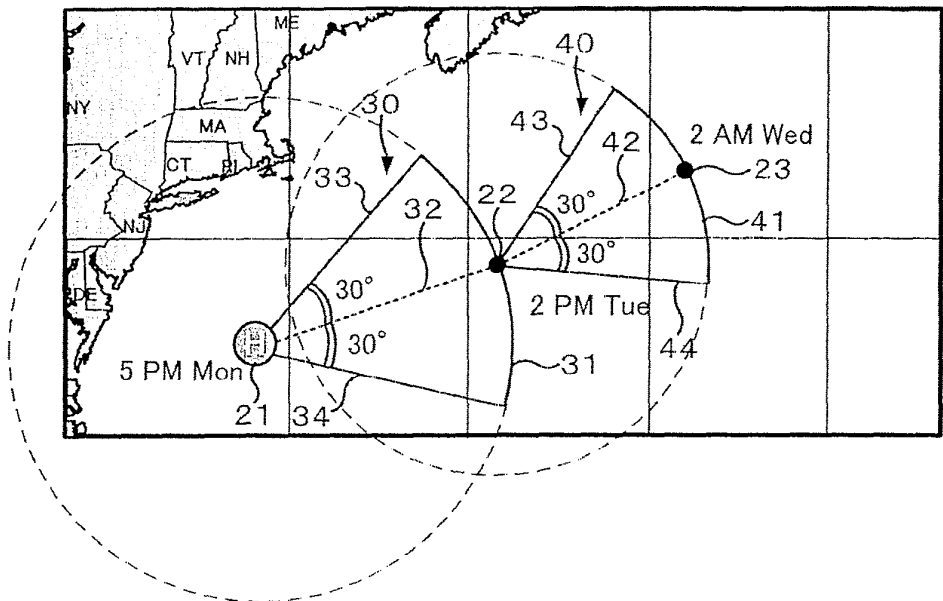 ME
VT NH
NY
MA
CT RI
NJ
DE
40
30
43
42
2 AM Wed
23
33
32
22
30°
30°
41
2 PM Tue
44
30°
30°
31
H
5 PM Mon
21
34